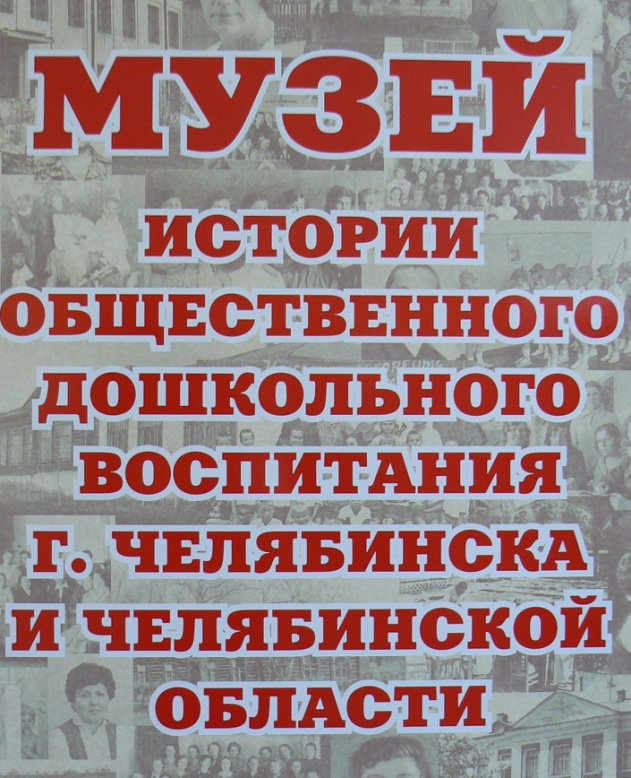 МУЗЕЙ
ИСТОРИИ
ОБЩЕСТВЕННОГО
ДОШКОЛЬНОГО
ВОСПИТАНИЯ
Г. ЧЕЛЯБИНСКА
И ЧЕЛЯБИНСКОЙ
ОБЛАСТИ